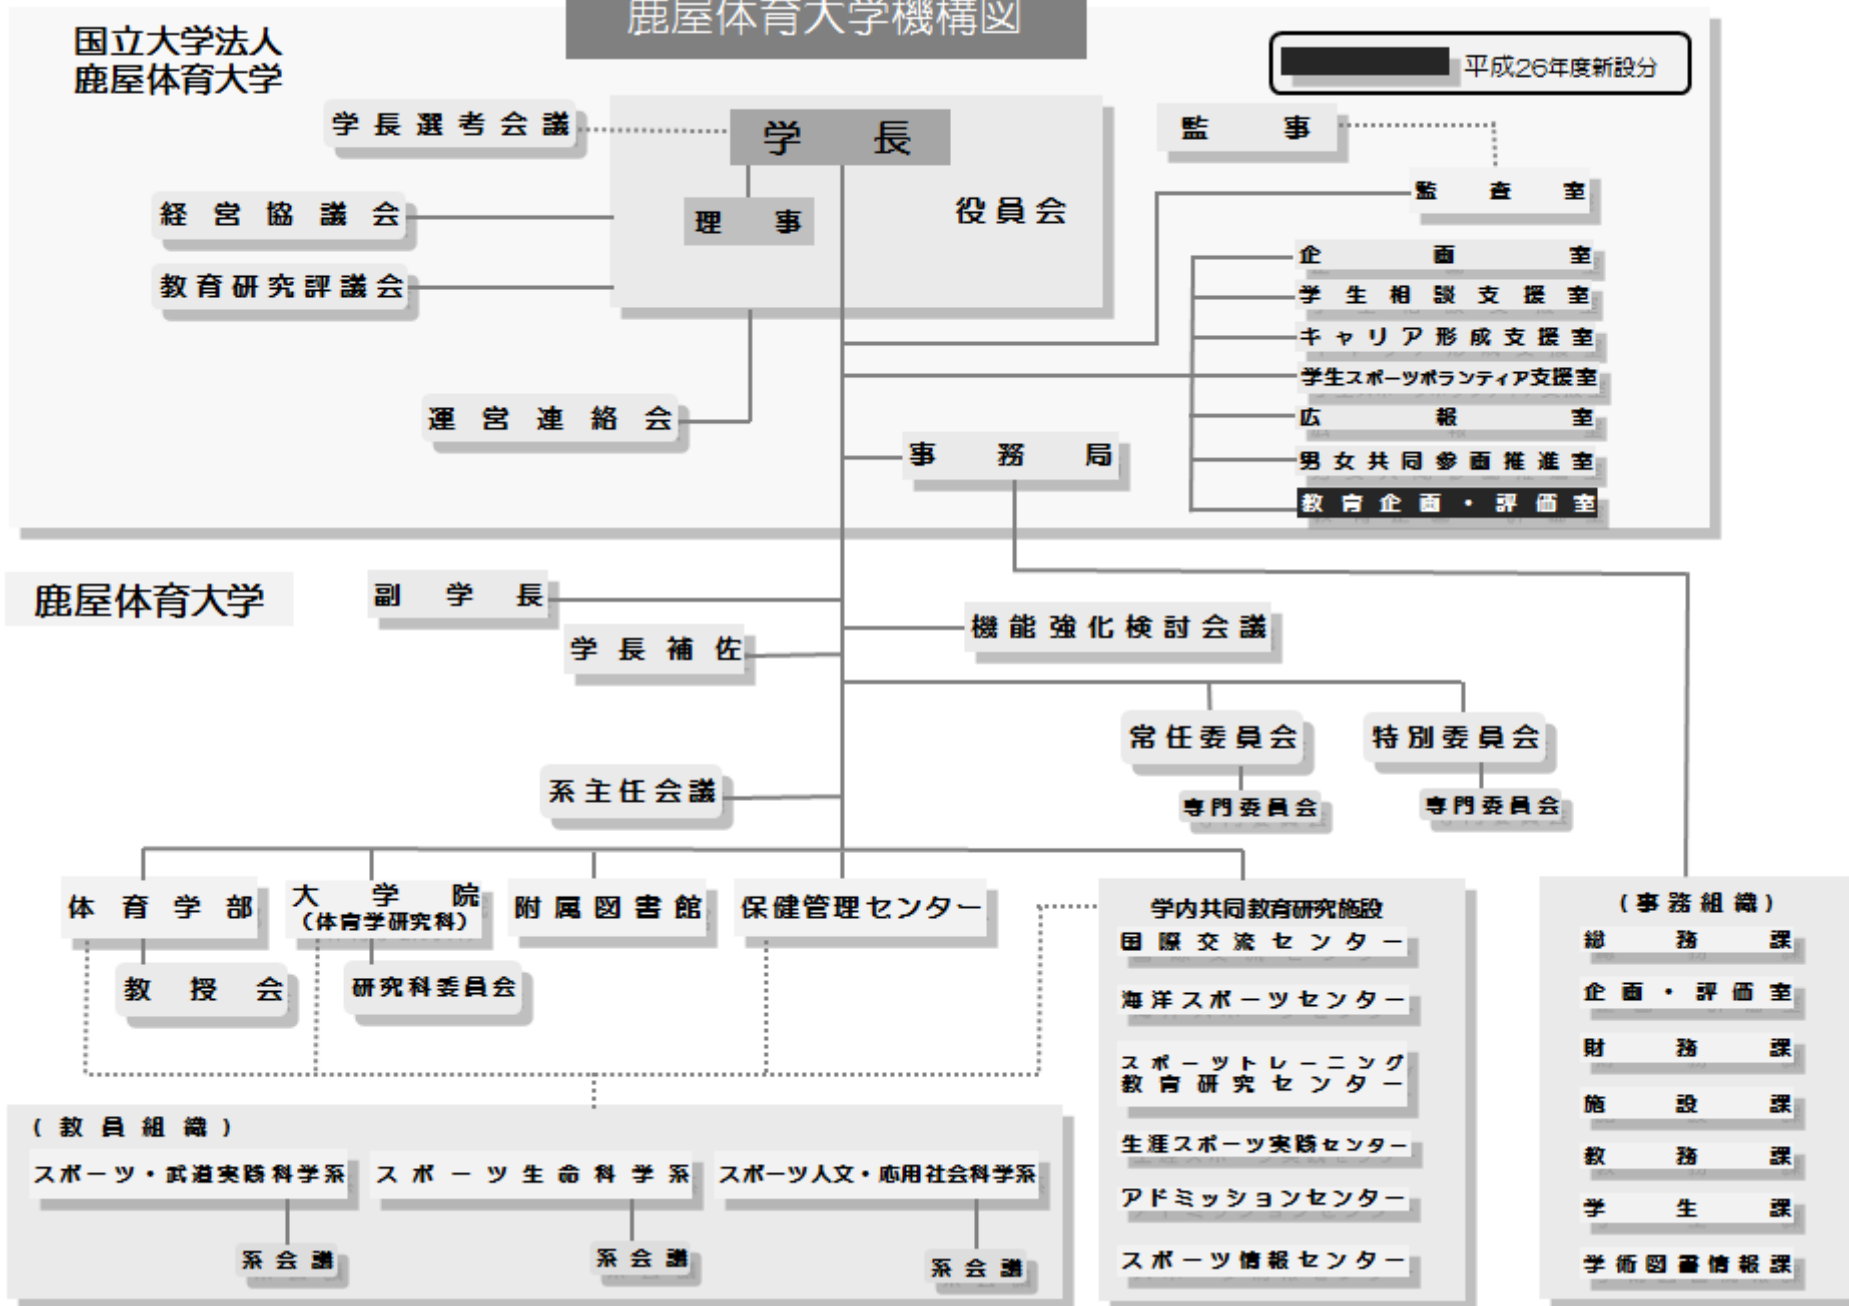 鹿屋体育大学機構図
国立大学法人
鹿屋体育大学
平成26年度新設分
学長選考会議
学長
監事
経営協議会
理事
役員会
監査室
教育研究評議会
企画室
学生相談支援室
キャリア形成支援室
学生スポーツボランティア支援室
運営連絡会
広報室
事務局
男女共同参画推進室
教育企画・評価室
鹿屋体育大学
副学長
機能強化検討会議
学長補佐
常任委員会
特別委員会
系主任会議
専門委員会
専門委員会
体育学部
大学院
(体育学研究科)
附属図書館
保健管理センター
教授会
研究科委員会
学内共同教育研究施設
国際交流センター
海洋スポーツセンター
スポーツトレーニング
教育研究センター
生涯スポーツ実践センター
アドミッションセンター
スポーツ情報センター
(事務組織)
総務課
企画・評価室
財務課
施設課
教務課
学生課
学術図書情報課
(教員組織)
スポーツ・武道実践科学系
スポーツ生命科学系
スポーツ人文・応用社会科学系
系会議
系会議
系会議